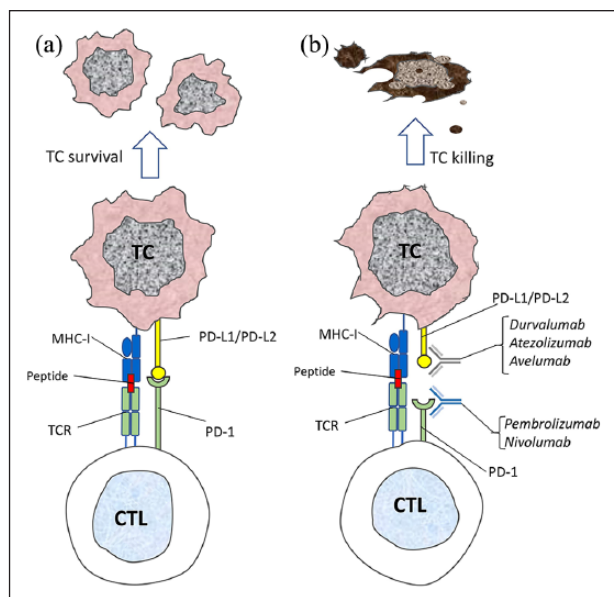 (a)
TC survival
TC
MHC-I
PD-L1/PD-L2
Peptide
TCR
PD-1
CTL
(b)
TC killing
TC
PD-L1/PD-L2
MHC-I
Durvalumab
Atezolizumab
Avelumab
Peptide
TCR
Pembrolizumab
Nivolumab
PD-1
CTL